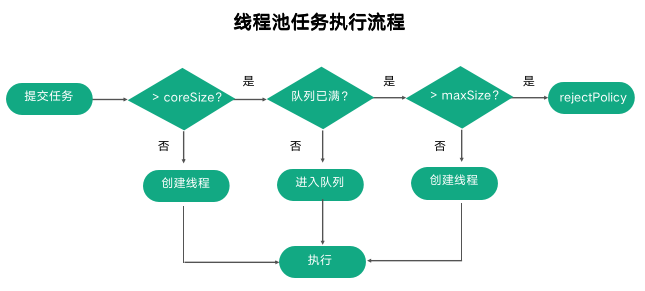 线程池任务执行流程
提交任务
> coreSize?
是
队列已满?
是
> maxSize?
是
rejectPolicy
否
否
否
创建线程
进入队列
创建线程
执行